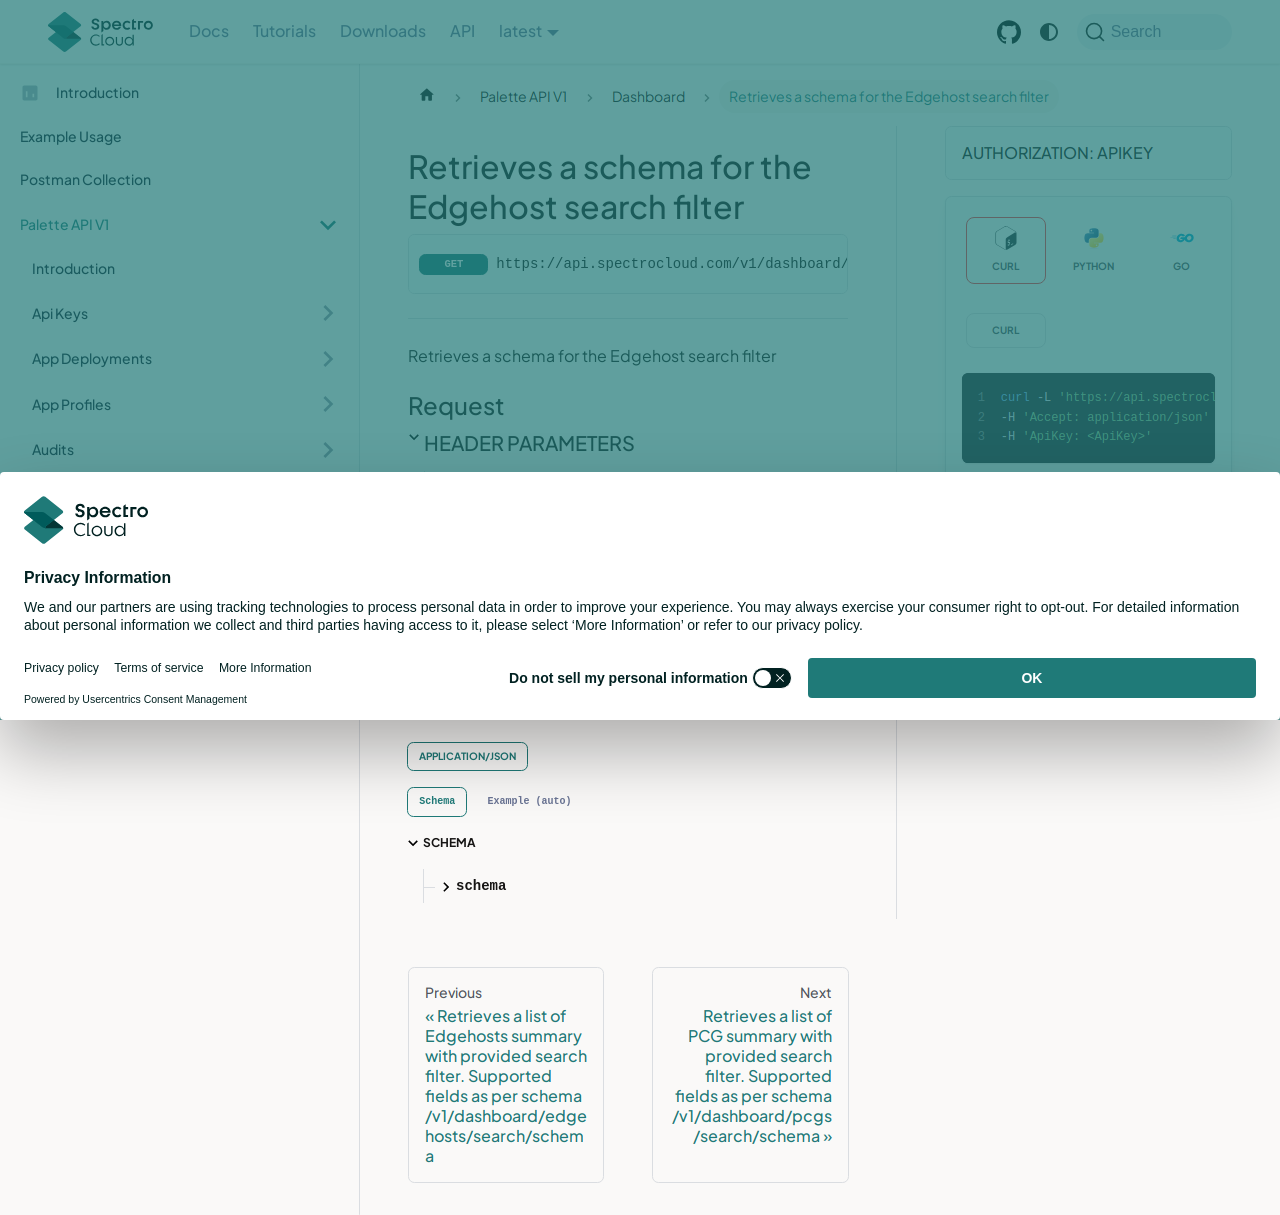 Spectro
Cloud
Docs
Tutorials
Downloads
API
latest
Search
Introduction
Example Usage
Postman Collection
Palette API V1
Introduction
Api Keys
App Deployments
App Profiles
Audits
Palette API V1
Dashboard
Retrieves a schema for the Edgehost search filter
Retrieves a schema for the
Edgehost search filter
GET
https://api.spectrocloud.com/v1/dashboard/
Retrieves a schema for the Edgehost search filter
Request
HEADER PARAMETERS
AUTHORIZATION: APIKEY
CURL
PYTHON
GO
CURL
1 curl -L 'https://api.spectrocl
2 -H 'Accept: application/json'
3 -H 'ApiKey: <ApiKey>'
Spectro
Cloud
Privacy Information
We and our partners are using tracking technologies to process personal data in order to improve your experience. You may always exercise your consumer right to opt-out. For detailed information
about personal information we collect and third parties having access to it, please select ‘More Information’ or refer to our privacy policy.
Privacy policy
Terms of service
More Information
Powered by Usercentrics Consent Management
Do not sell my personal information
OK
APPLICATION/JSON
Schema
Example (auto)
SCHEMA
schema
Previous
« Retrieves a list of
Edgehosts summary
with provided search
filter. Supported
fields as per schema
/v1/dashboard/edge
hosts/search/schem
a
Next
Retrieves a list of
PCG summary with
provided search
filter. Supported
fields as per schema
/v1/dashboard/pcgs
/search/schema »